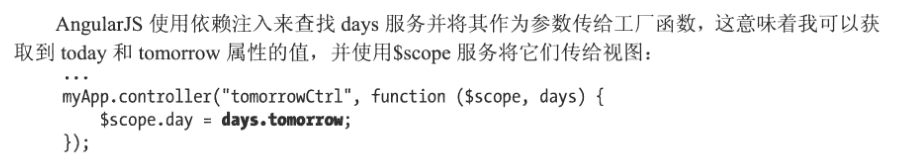 AngularJS 使用依赖注入来查找 days 服务并将其作为参数传给工厂函数，这意味着我可以获
取到 today 和 tomorrow 属性的值，并使用$scope 服务将它们传给视图：
...
myApp.controller("tomorrowCtrl", function ($scope, days) {
    $scope.day = days.tomorrow;
});